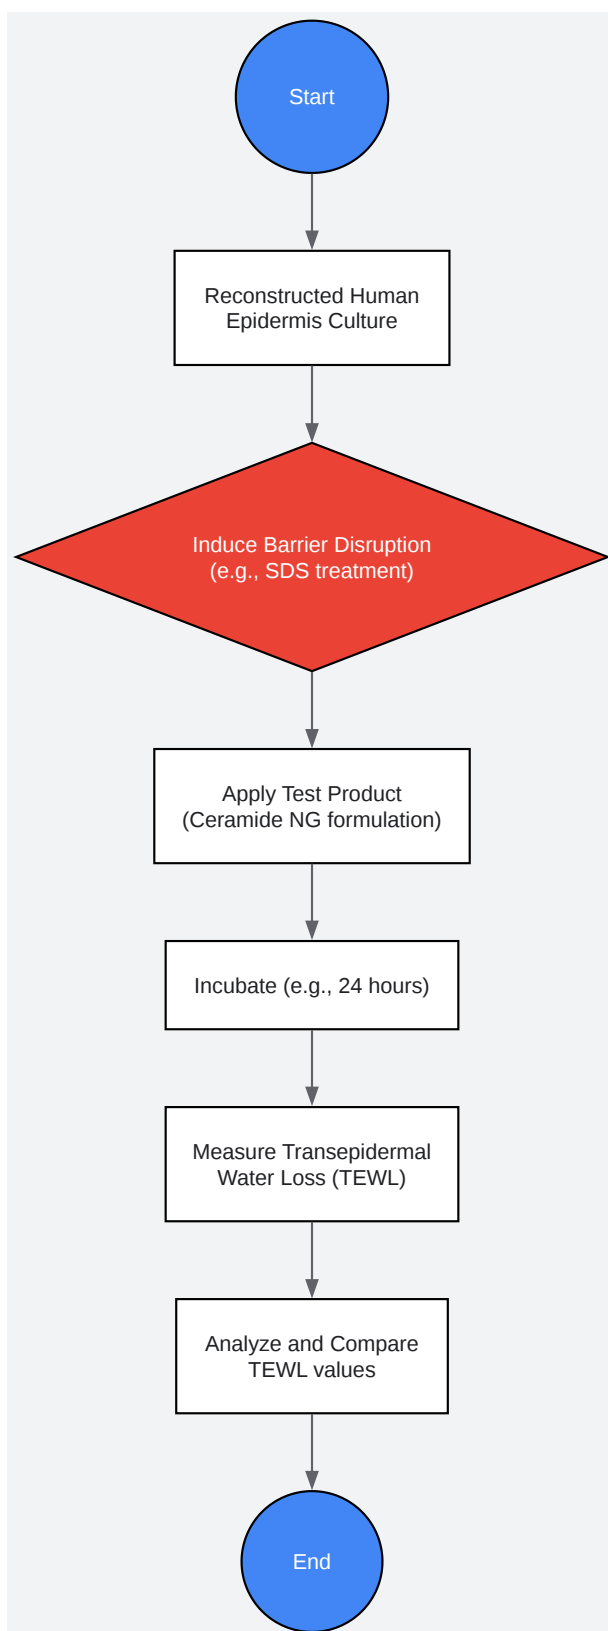 Start
Reconstructed Human
Epidermis Culture
Induce Barrier Disruption
(e.g., SDS treatment)
Apply Test Product
(Ceramide NG formulation)
Incubate (e.g., 24 hours)
Measure Transepidermal
Water Loss (TEWL)
Analyze and Compare
TEWL values
End